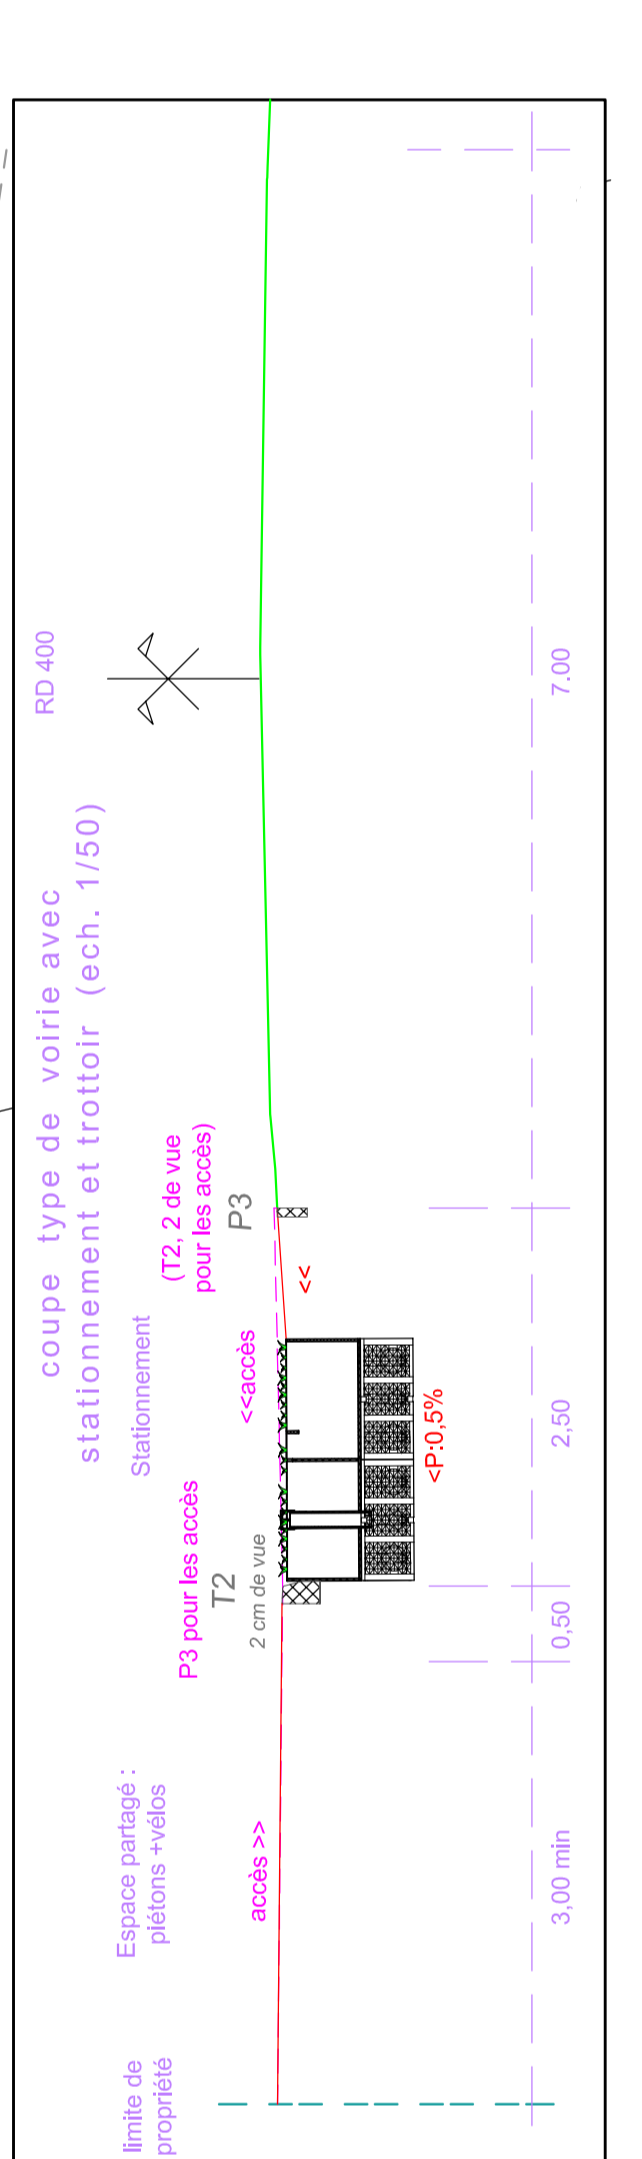 coupe type de voirie avec
stationnement et trottoir (ech. 1/50)
limite de
propriété
Espace partagé :
piétons +vélos
Stationnement
RD 400
P3 pour les accès
T2
2 cm de vue
(T2, 2 de vue
pour les accès)
P3
accès >>
<<accès
<<
<P:0,5%
3,00 min
0,50
2,50
7.00